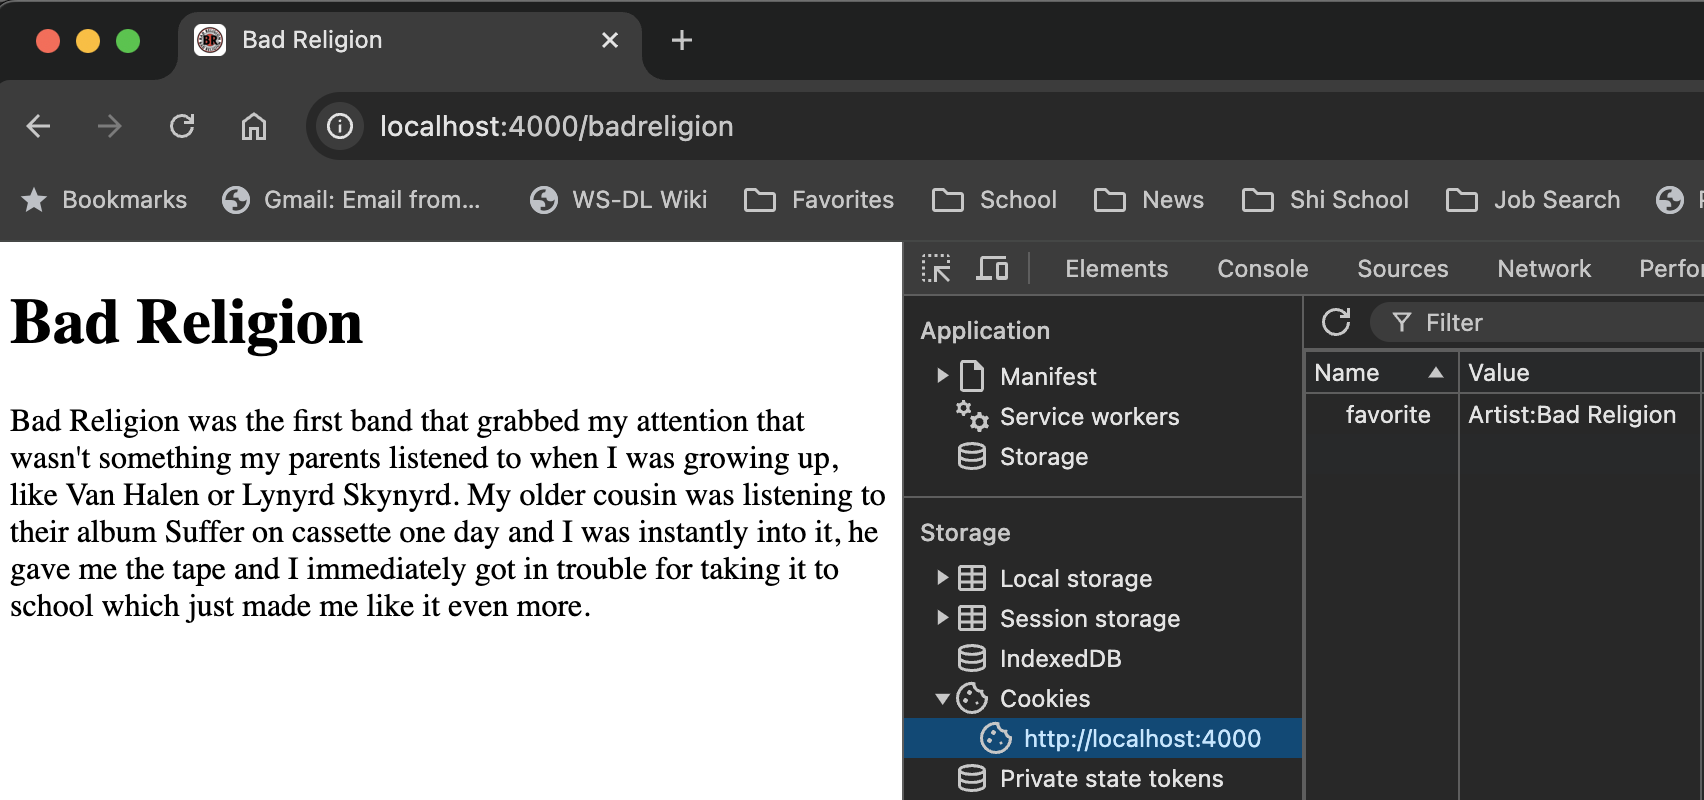 Bad Religion
localhost:4000/badreligion
Bookmarks Gmail: Email from... WS-DL Wiki Favorites School News Shi School Job Search
Bad Religion
Bad Religion was the first band that grabbed my attention that
wasn't something my parents listened to when I was growing up,
like Van Halen or Lynyrd Skynyrd. My older cousin was listening to
their album Suffer on cassette one day and I was instantly into it, he
gave me the tape and I immediately got in trouble for taking it to
school which just made me like it even more.
Elements Console Sources Network Perfor
Application
Manifest
Service workers
Storage
Storage
Local storage
Session storage
IndexedDB
Cookies
http://localhost:4000
Private state tokens
Filter
Name Value
favorite Artist:Bad Religion